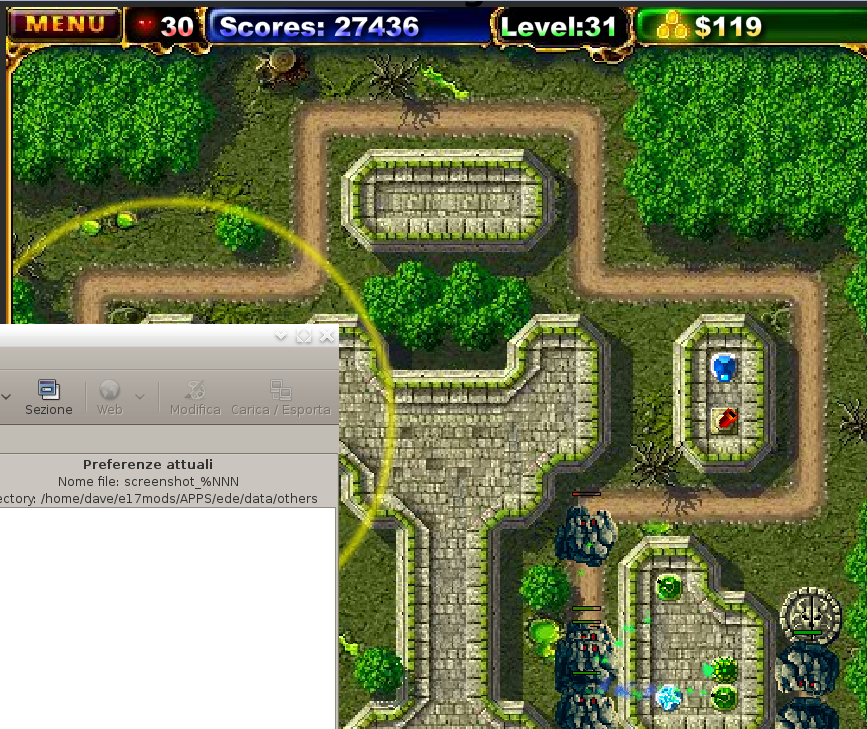 MENU 30 Scores: 27436 Level:31 $119
Sezione Web Modifica Carica / Esporta
Preferenze attuali
Nome file: screenshot_%NNN
ectory: /home/dave/e17mods/APPS/ede/data/others